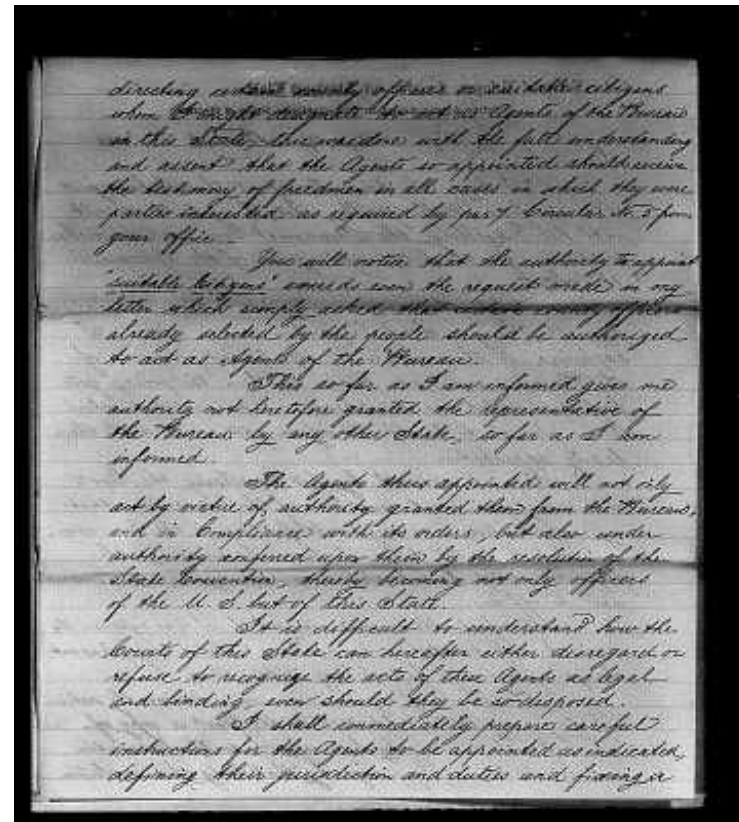 directing certain county officers or suitable citizens
whom I might designate to act as Agents of the Bureau
in this State, this was done with the full understanding
and assent that the Agents so appointed should receive
the testimony of freedmen in all cases in which they were
parties interested as required by par 7 Circular No. 5 from
your office.
You will notice that the authority to appoint
"suitable Citizens" exceeds even the request made in my
letter which simply asked that certain county officers
already selected by the people should be authorized
to act as Agents of the Bureau.
This so far as I am informed gives me
authority not heretofore granted the representative of
the Bureau by any other State, so far as I am
informed.
The Agents thus appointed will not only
act by virtue of, authority granted them from the Bureau,
and in Compliance with its orders, but also under
authority conferred upon them by the resolution of the
State Convention, thereby becoming not only officers
of the U. S. but of this State.
It is difficult to understand how the
Courts of this State can hereafter either disregard or
refuse to recognize the acts of these Agents as legal
and binding, even should they be so disposed.
I shall immediately prepare careful
instructions for the Agents to be appointed as indicated,
defining their jurisdiction and duties and fixing a